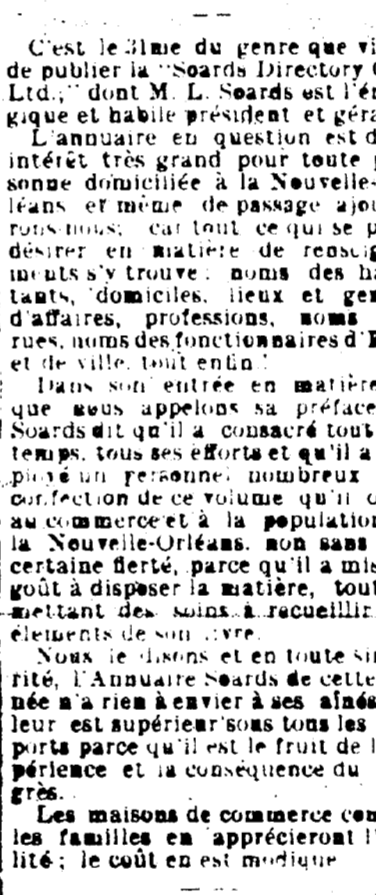 C'est le 31me du genre que vi
de publier la "Soards Directory C
Ltd.," dont M. L. Soards est l'én
gique et habile président et géra
L'annuaire en question est d
intérêt très grand pour toute p
sonne domiciliée à la Nouvelle-
léans et même de passage ajou
rons-nous; car tout ce qui se p
désirer en matière de renseig
ments s'y trouve: noms des ha
tants, domiciles, lieux et gen
d'affaires, professions, noms
rues, noms des fonctionnaires d'E
et de ville, tout enfin!
Dans son entrée en matière
que nous appelons sa préface
Soards dit qu'il a consacré tout
temps, tous ses efforts et qu'il a
ployé un personnel nombreux
confection de ce volume qu'il o
au commerce et à la population
la Nouvelle-Orléans, non sans
certaine fierté, parce qu'il a mis
goût à disposer la matière, tout
mettant des soins à recueillir
éléments de son livre.
Nous le disons et en toute sin
rité, l'Annuaire Soards de cette
née n'a rien à envier à ses aînés
leur est supérieur sous tous les
ports parce qu'il est le fruit de l
périence et la conséquence du
grès.
Les maisons de commerce com
les familles en apprécieront l'
lité; le coût en est modique